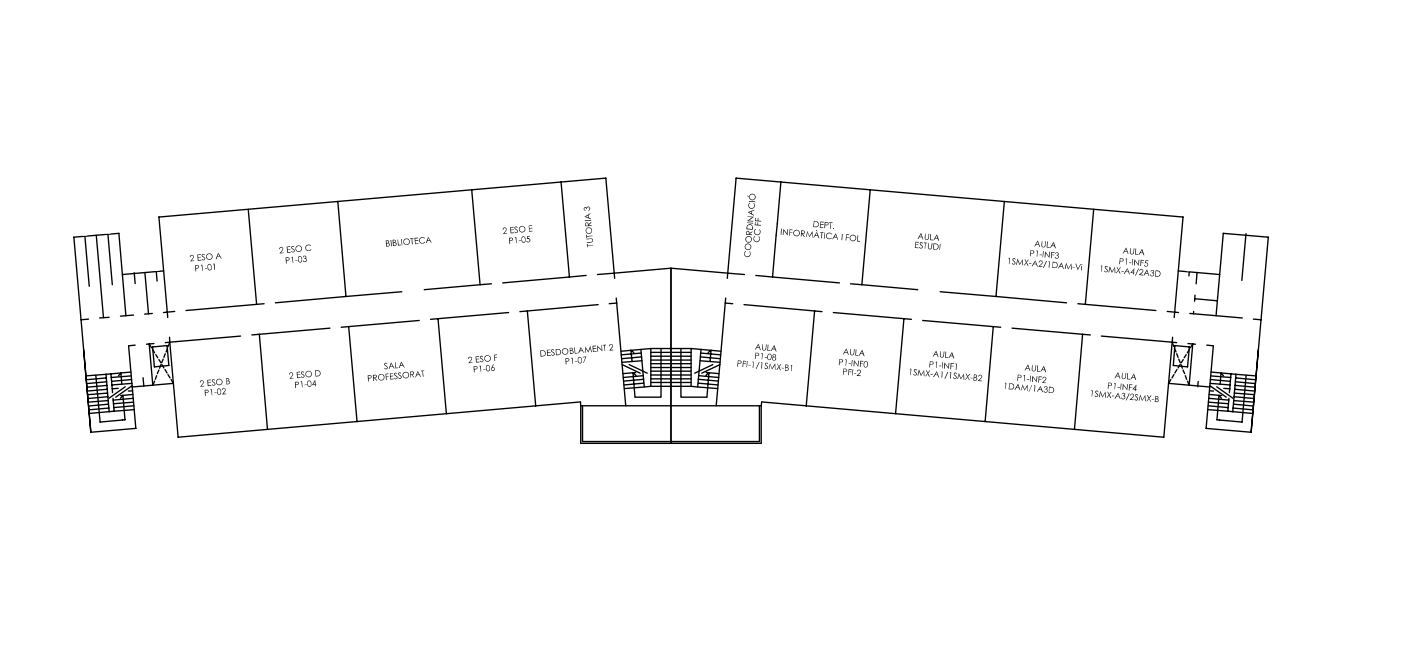 2 ESO A
P1-01
2 ESO C
P1-03
BIBLIOTECA
2 ESO E
P1-05
TUTORIA 3
COORDINACIÓ
CC FF
DEPT.
INFORMÀTICA I FOL
AULA
ESTUDI
AULA
P1-INF3
1SMX-A2/1DAM-Vi
AULA
P1-INF5
1SMX-A4/2A3D
2 ESO B
P1-02
2 ESO D
P1-04
SALA
PROFESSORAT
2 ESO F
P1-06
DESDOBLAMENT 2
P1-07
AULA
P1-08
PFI-1/1SMX-B1
AULA
P1-INF0
PFI-2
AULA
P1-INF1
1SMX-A1/1SMX-B2
AULA
P1-INF2
1DAM/1A3D
AULA
P1-INF4
1SMX-A3/2SMX-B